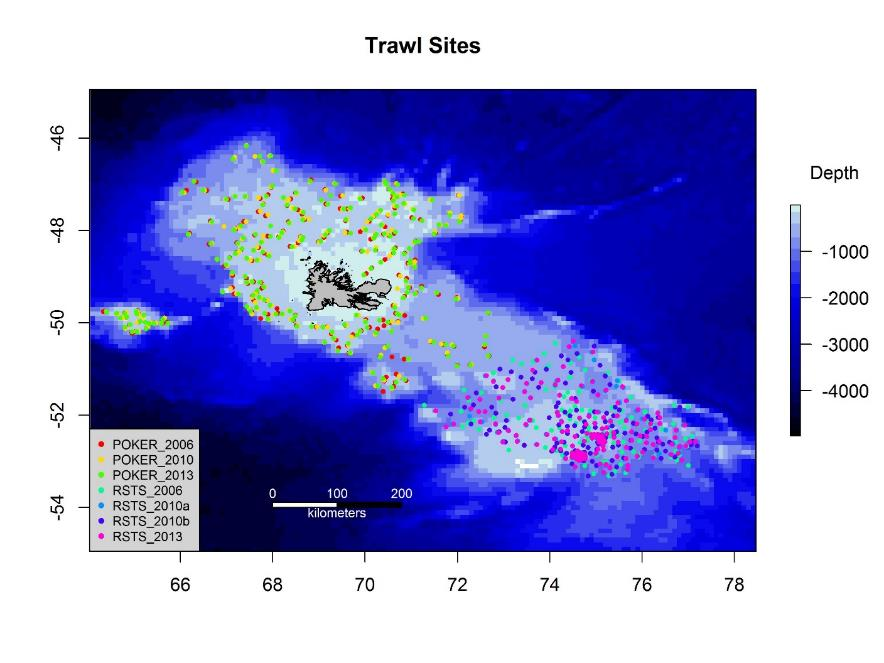 Trawl Sites
-46
-48
-50
-52
-54
66
68
70
72
74
76
78
Depth
-1000
-2000
-3000
-4000
POKER_2006
POKER_2010
POKER_2013
RSTS_2006
RSTS_2010a
RSTS_2010b
RSTS_2013
0 100 200
kilometers